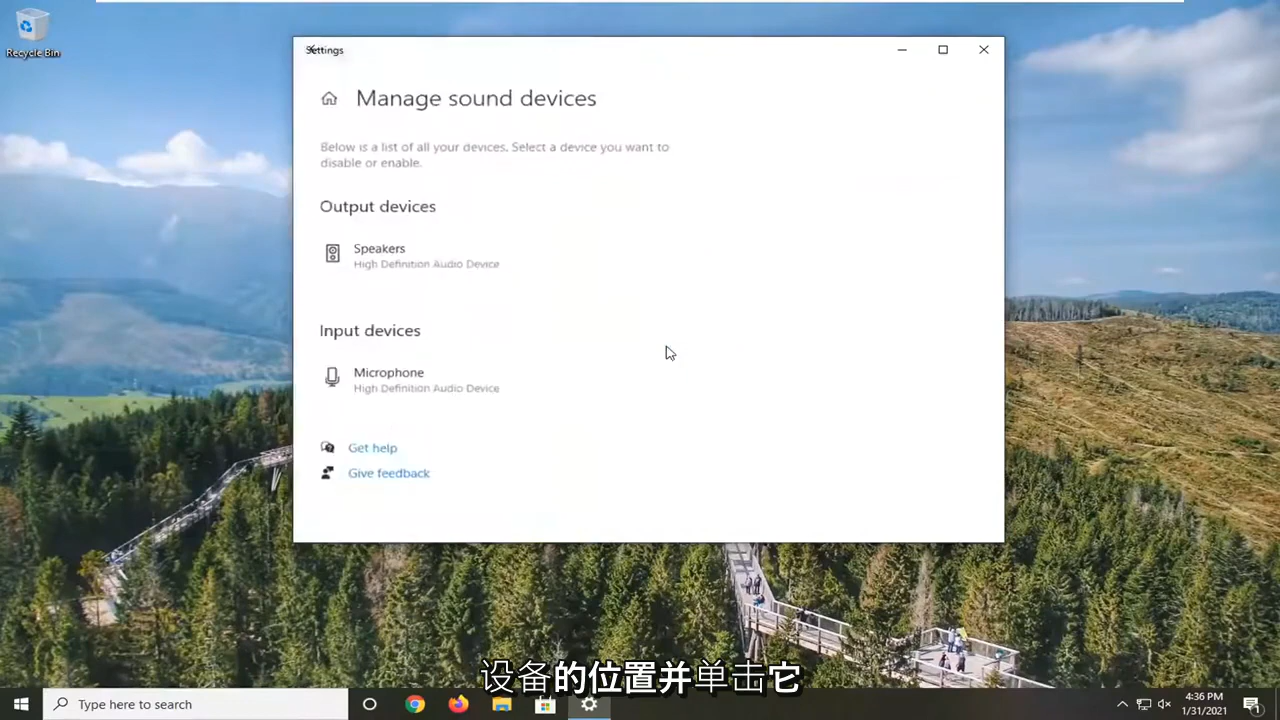 Recycle Bin
Settings
Manage sound devices
Below is a list of all your devices. Select a device you want to
disable or enable.
Output devices
Speakers
High Definition Audio Device
Input devices
Microphone
High Definition Audio Device
Get help
Give feedback
设备的位置并单击它
Type here to search
4:36 PM
1/31/2021
1